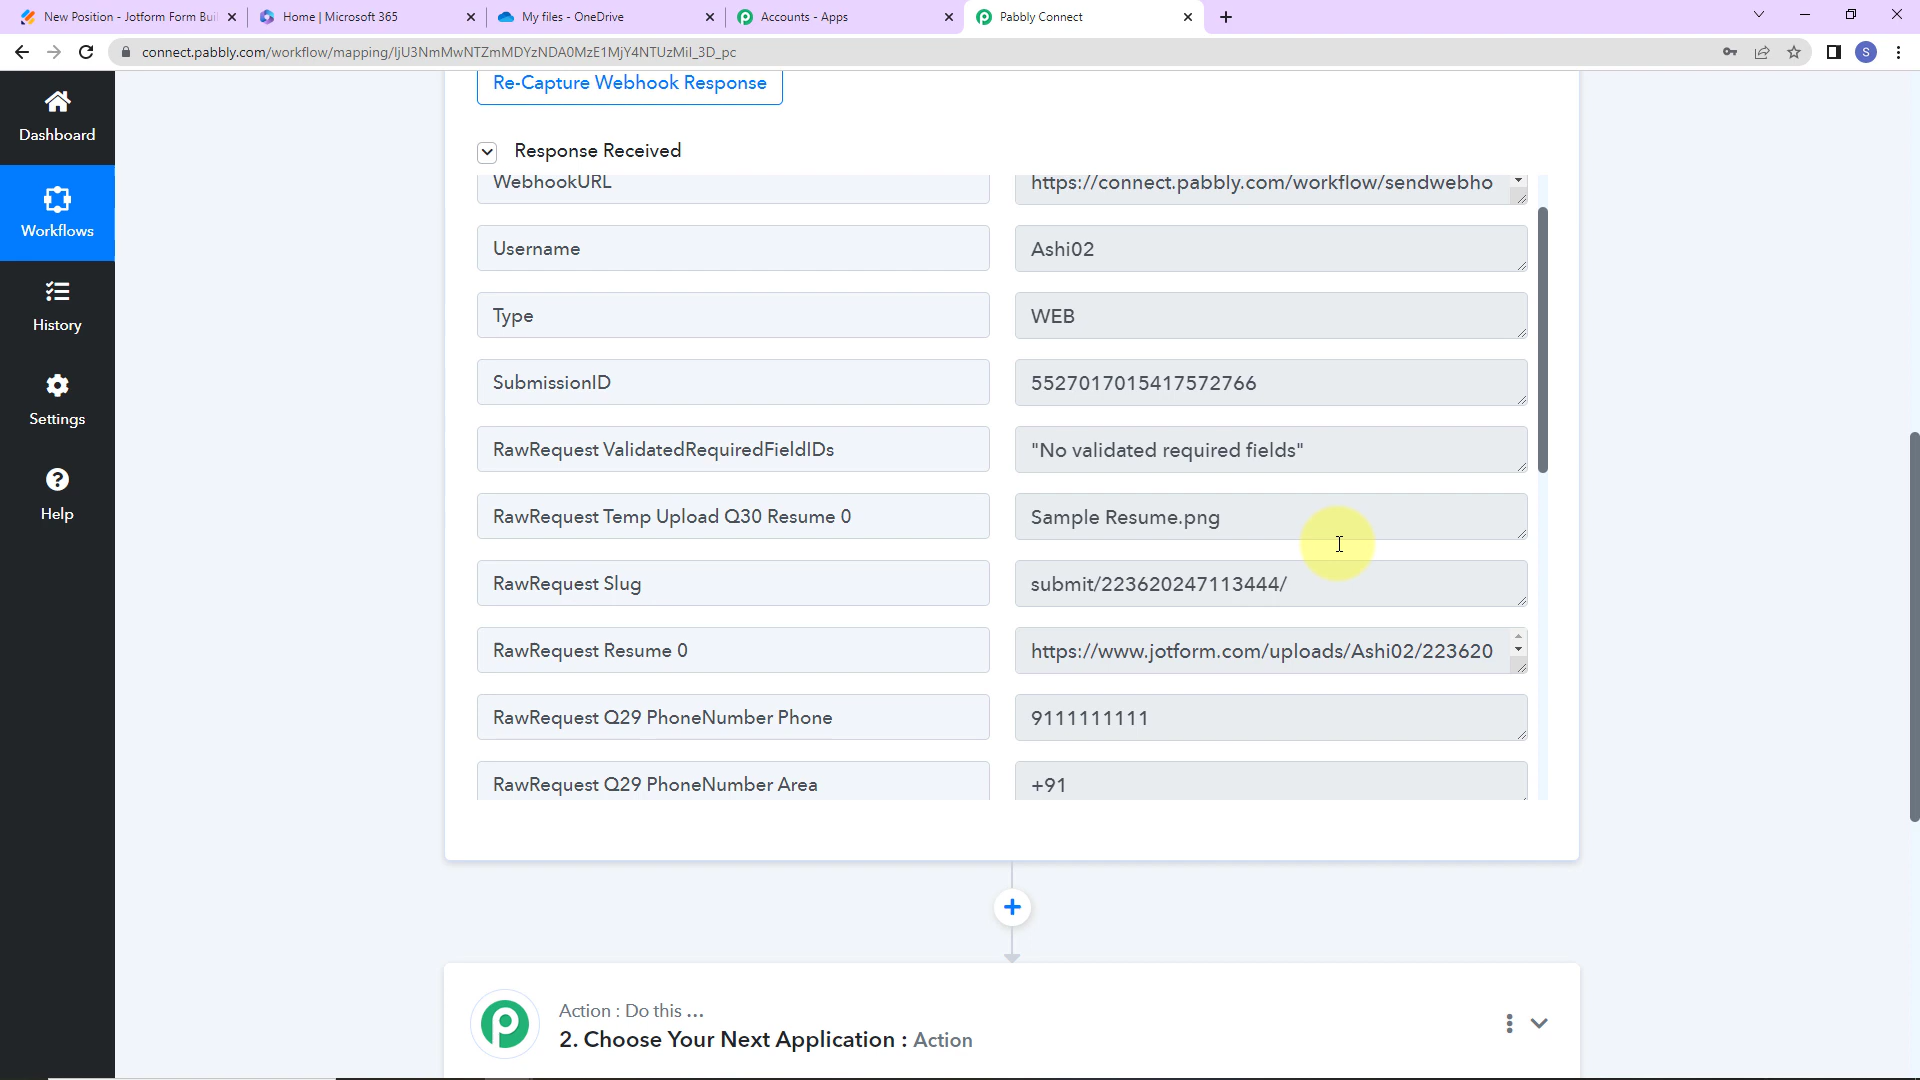 New Position - Jotform Form Bui
Home | Microsoft 365
My files - OneDrive
Accounts - Apps
Pabbly Connect
connect.pabbly.com/workflow/mapping/IjU3NmMwNTZmMDYzNDA0MzE1MjY4NTUzMiI_3D_pc
S
Dashboard
Workflows
History
Settings
Help
Re-Capture Webhook Response
Response Received
WebhookURL
https://connect.pabbly.com/workflow/sendwebho
Username
Ashi02
Type
WEB
SubmissionID
5527017015417572766
RawRequest ValidatedRequiredFieldIDs
"No validated required fields"
RawRequest Temp Upload Q30 Resume 0
Sample Resume.png
RawRequest Slug
submit/223620247113444/
RawRequest Resume 0
https://www.jotform.com/uploads/Ashi02/223620
RawRequest Q29 PhoneNumber Phone
9111111111
RawRequest Q29 PhoneNumber Area
+91
Action : Do this ...
2. Choose Your Next Application : Action